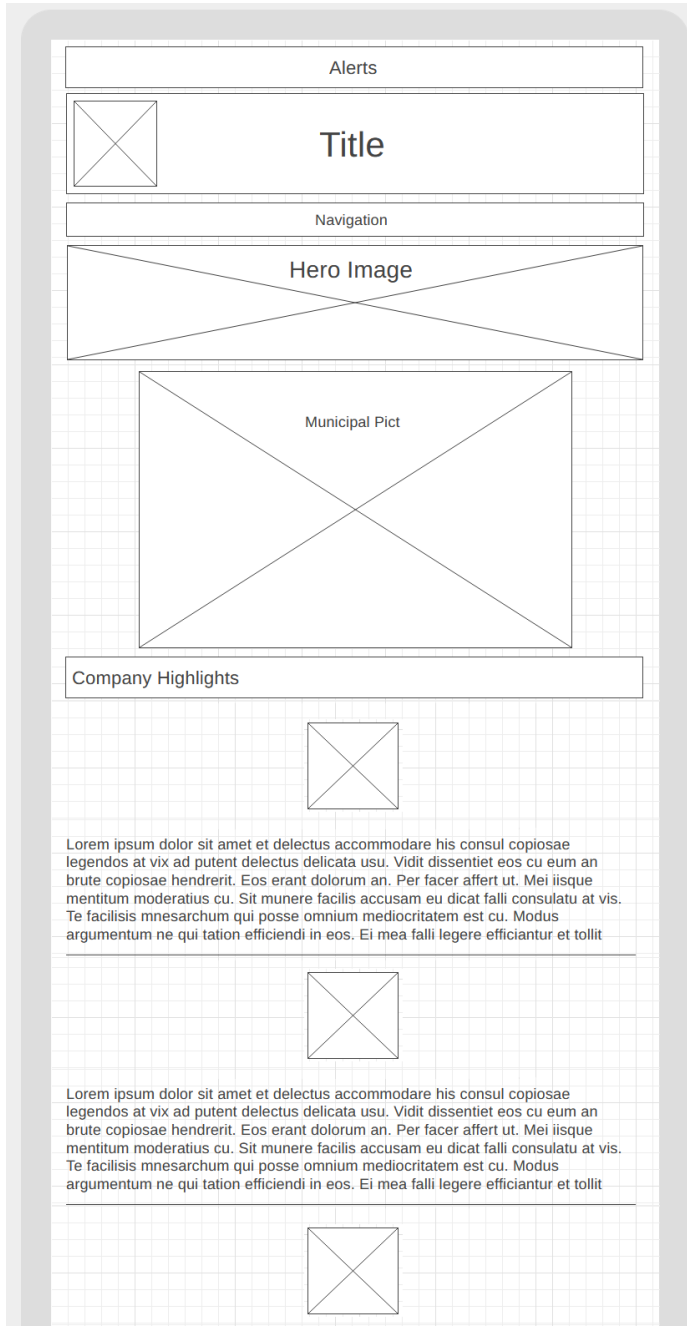 Alerts
Title
Navigation
Hero Image
Municipal Pict
Company Highlights
Lorem ipsum dolor sit amet et delectus accommodare his consul copiosae
legendos at vix ad putent delectus delicata usu. Vidit dissentiet eos cu eum an
brute copiosae hendrerit. Eos erant dolorum an. Per facer affert ut. Mei iisque
mentitum moderatius cu. Sit munere facilis accusam eu dicat falli consulatu at vis.
Te facilisis mnesarchum qui posse omnium mediocritatem est cu. Modus
argumentum ne qui tation efficiendi in eos. Ei mea falli legere efficiantur et tollit
Lorem ipsum dolor sit amet et delectus accommodare his consul copiosae
legendos at vix ad putent delectus delicata usu. Vidit dissentiet eos cu eum an
brute copiosae hendrerit. Eos erant dolorum an. Per facer affert ut. Mei iisque
mentitum moderatius cu. Sit munere facilis accusam eu dicat falli consulatu at vis.
Te facilisis mnesarchum qui posse omnium mediocritatem est cu. Modus
argumentum ne qui tation efficiendi in eos. Ei mea falli legere efficiantur et tollit